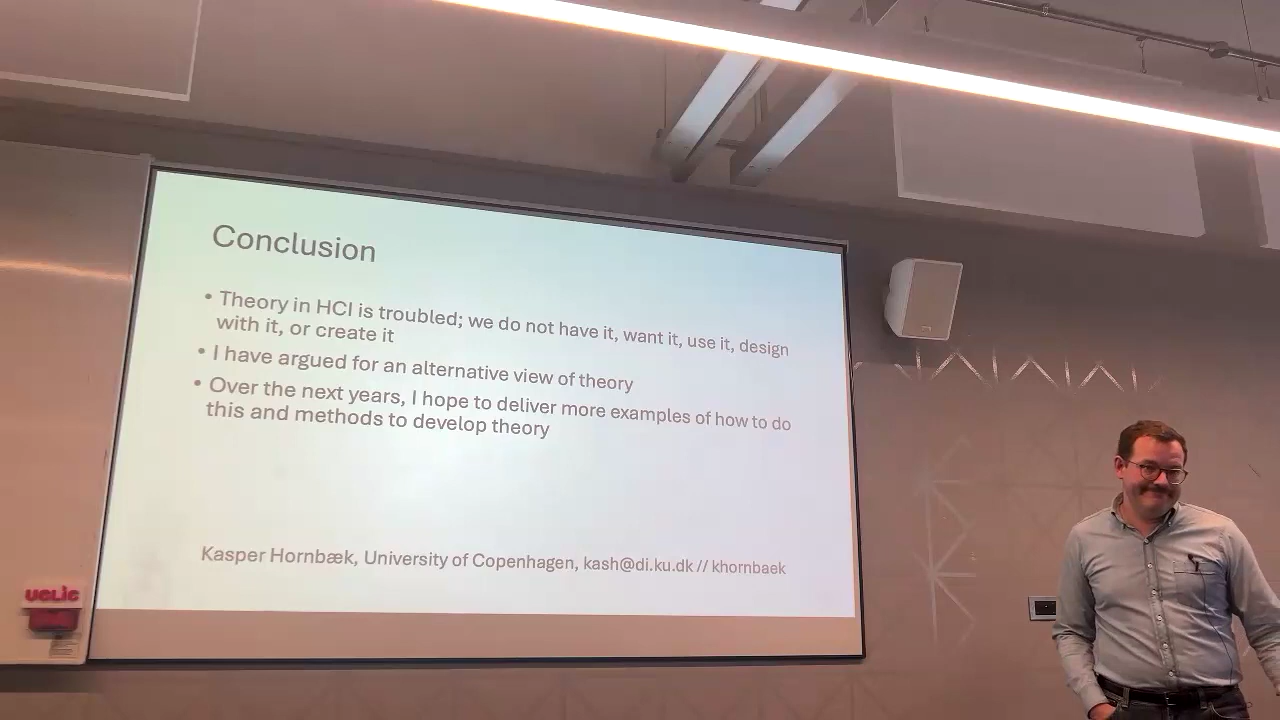 Conclusion
• Theory in HCI is troubled; we do not have it, want it, use it, design
with it, or create it
• I have argued for an alternative view of theory
• Over the next years, I hope to deliver more examples of how to do
this and methods to develop theory
Kasper Hornbæk, University of Copenhagen, kash@di.ku.dk // khornbaek
UCLIC